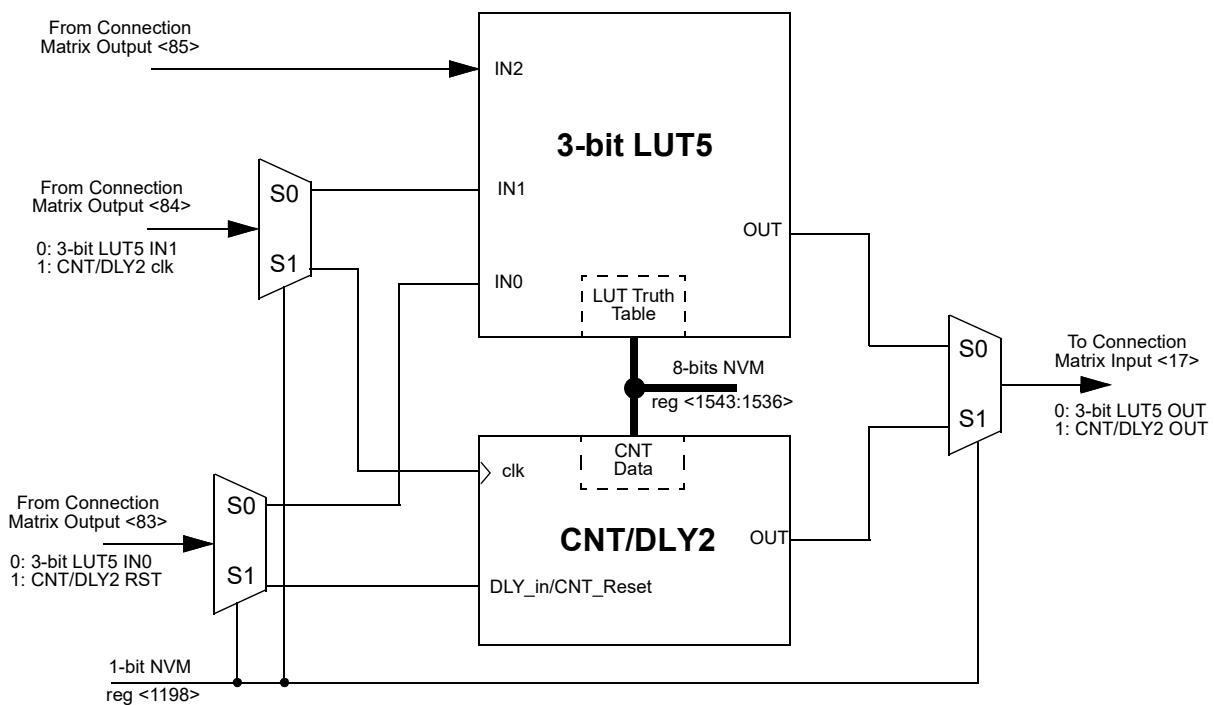 From Connection
Matrix Output <85>
IN2
3-bit LUT5
From Connection
Matrix Output <84>
0: 3-bit LUT5 IN1
1: CNT/DLY2 clk
S0
S1
IN1
IN0
OUT
LUT Truth
Table
8-bits NVM
reg <1543:1536>
S0
S1
To Connection
Matrix Input <17>
0: 3-bit LUT5 OUT
1: CNT/DLY2 OUT
CNT
Data
clk
CNT/DLY2
OUT
DLY_in/CNT_Reset
From Connection
Matrix Output <83>
0: 3-bit LUT5 IN0
1: CNT/DLY2 RST
S0
S1
1-bit NVM
reg <1198>